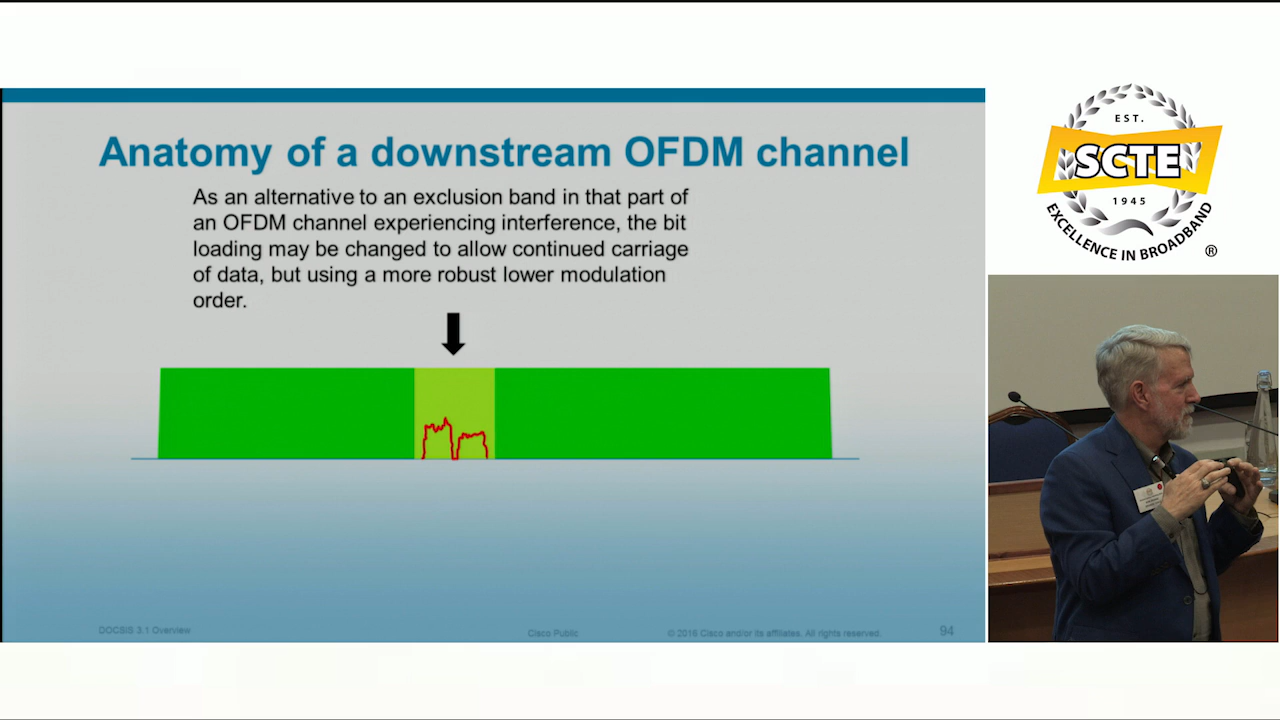 Anatomy of a downstream OFDM channel
As an alternative to an exclusion band in that part of
an OFDM channel experiencing interference, the bit
loading may be changed to allow continued carriage
of data, but using a more robust lower modulation
order.
DOCSIS 3.1 Overview
Cisco Public
© 2016 Cisco and/or its affiliates. All rights reserved.
94
EST.
SCTE
1945
EXCELLENCE IN BROADBAND
®